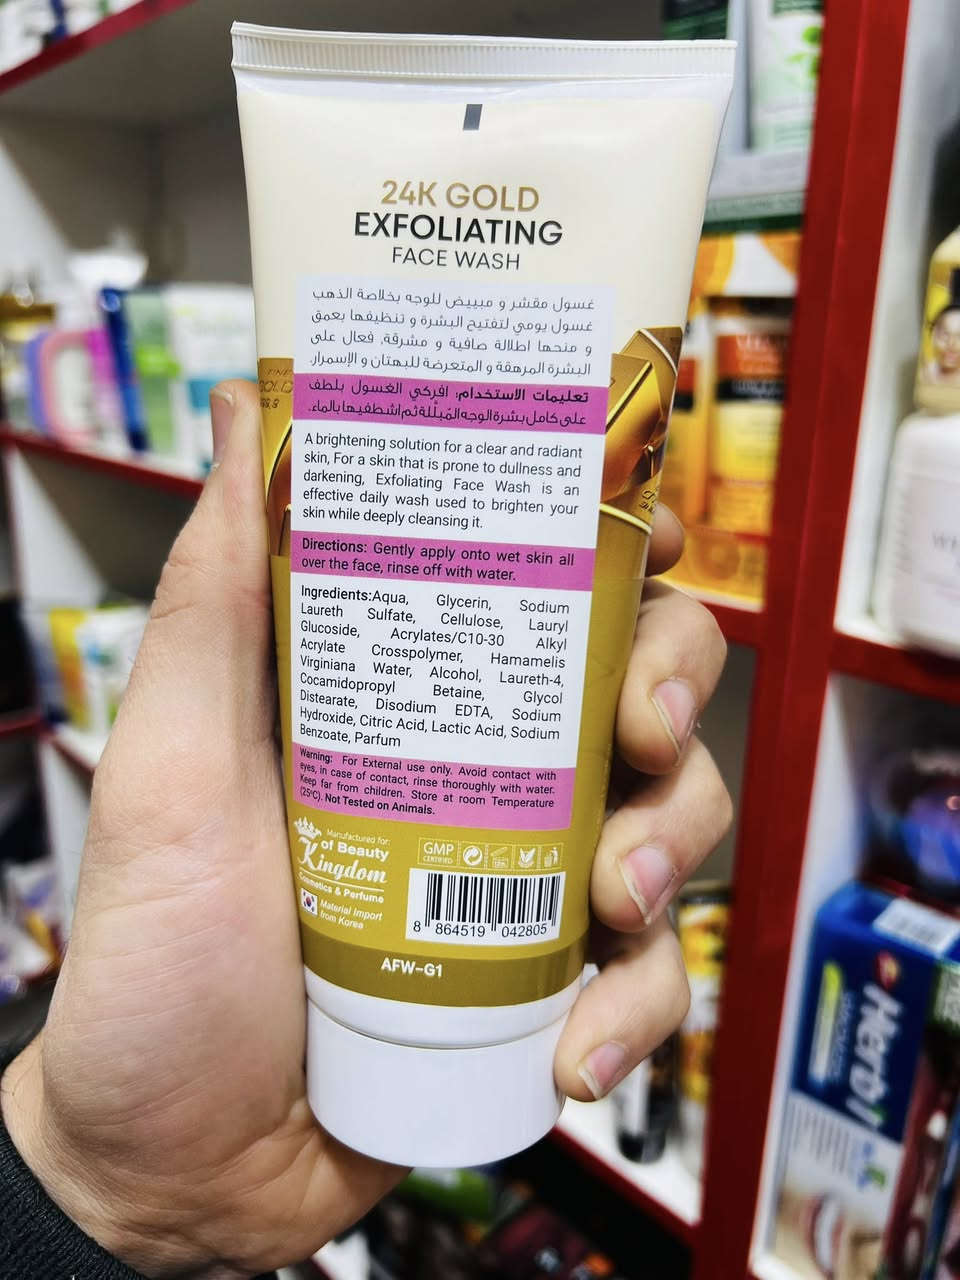 24K GOLD
EXFOLIATING
FACE WASH
غسول مقشر و مبييض للوجه بخلاصة الذهب
غسول يومي لتفتيح البشرة و تنظيفها بعمق
و منحها اطلالة صافية و مشرقة, فعال على
البشرة المرهقة و المتعرضة للبهتان و الإسمرار.
تعليمات الاستخدام: افركي الغسول بلطف
على كامل بشرة الوجه المُبلّلة ثم اشطفيها بالماء.
A brightening solution for a clear and radiant
skin, For a skin that is prone to dullness and
darkening, Exfoliating Face Wash is an
effective daily wash used to brighten your
skin while deeply cleansing it.
Directions: Gently apply onto wet skin all
over the face, rinse off with water.
Ingredients:Aqua, Glycerin, Sodium
Laureth Sulfate, Cellulose, Lauryl
Glucoside, Acrylates/C10-30 Alkyl
Acrylate Crosspolymer, Hamamelis
Virginiana Water, Alcohol, Laureth-4,
Cocamidopropyl Betaine, Glycol
Distearate, Disodium EDTA, Sodium
Hydroxide, Citric Acid, Lactic Acid, Sodium
Benzoate, Parfum
Warning: For External use only. Avoid contact with
eyes, in case of contact, rinse thoroughly with water.
Keep far from children. Store at room Temperature
(25°C). Not Tested on Animals.
Manufactured for:
of Beauty
Kingdom
Cosmetics & Perfume
Material Import
from Korea
GMP
CERTIFIED
8 864519 042805
AFW-G1
Herbl